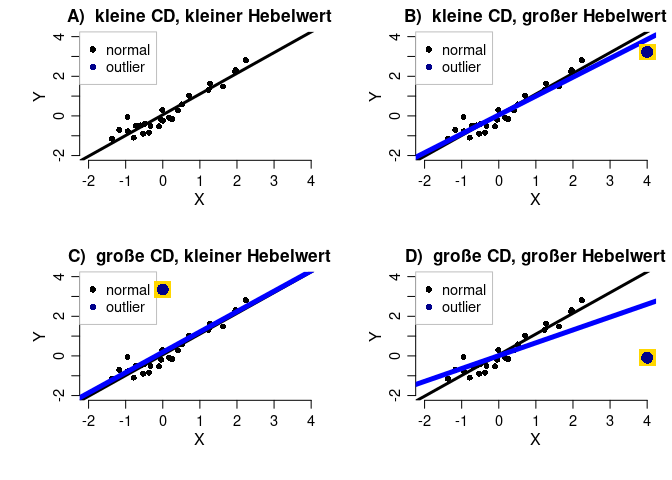 A)  kleine CD, kleiner Hebelwert
4
2
0
-2
Y
normal
outlier
-2 -1 0 1 2 3 4
X
B)  kleine CD, großer Hebelwert
4
2
0
-2
Y
normal
outlier
-2 -1 0 1 2 3 4
X
C)  große CD, kleiner Hebelwert
4
2
0
-2
Y
normal
outlier
-2 -1 0 1 2 3 4
X
D)  große CD, großer Hebelwert
4
2
0
-2
Y
normal
outlier
-2 -1 0 1 2 3 4
X